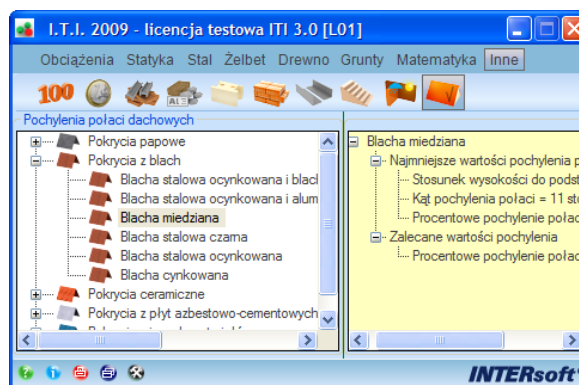 I.T.I. 2009 - licencja testowa ITI 3.0 [L01]
Obciążenia Statyka Stal Żelbet Drewno Grunty Matematyka Inne
100
Pochylenia połaci dachowych
Pokrycia papowe
Pokrycia z blach
Blacha stalowa ocynkowana i blach
Blacha stalowa ocynkowana i alum
Blacha miedziana
Blacha stalowa czarna
Blacha stalowa ocynkowana
Blacha cynkowana
Pokrycia ceramiczne
Pokrycia z płyt azbestowo-cementowych
Blacha miedziana
Najmniejsze wartości pochylenia p
Stosunek wysokości do podst
Kąt pochylenia połaci = 11 sto
Procentowe pochylenie połac
Zalecane wartości pochylenia
Procentowe pochylenie połac
INTERsoft